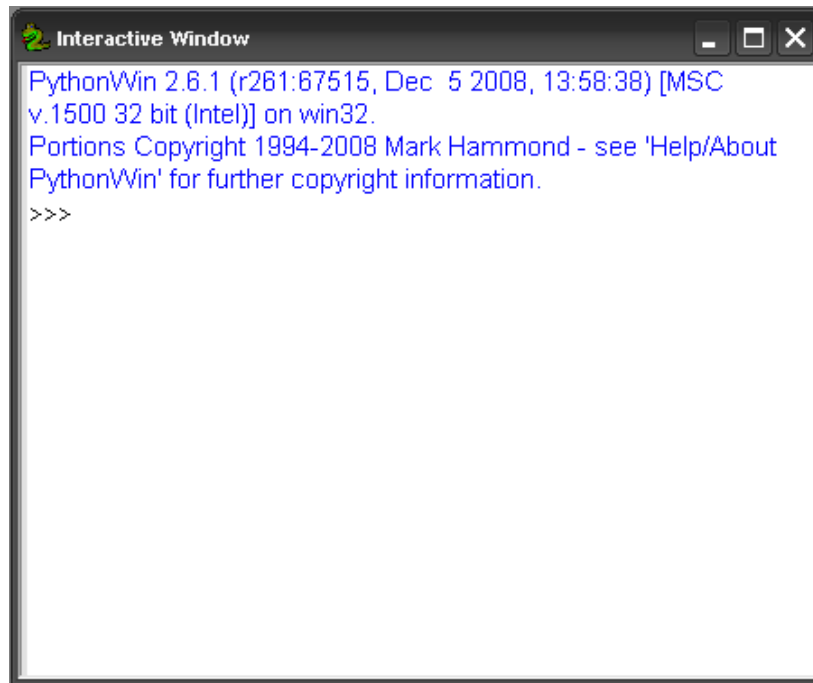 Interactive Window
PythonWin 2.6.1 (r261:67515, Dec  5 2008, 13:58:38) [MSC
v.1500 32 bit (Intel)] on win32.
Portions Copyright 1994-2008 Mark Hammond - see 'Help/About
PythonWin' for further copyright information.
>>>